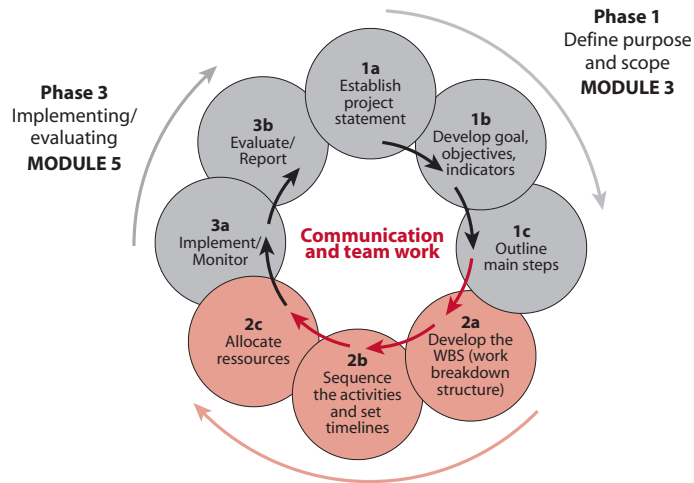 Phase 1
Define purpose
and scope
MODULE 3
1a
Establish
project
statement
1b
Develop goal,
objectives,
indicators
1c
Outline
main steps
2a
Develop the
WBS (work
breakdown
structure)
2b
Sequence
the activities
and set
timelines
2c
Allocate
ressources
3a
Implement/
Monitor
3b
Evaluate/
Report
Phase 3
Implementing/
evaluating
MODULE 5
Communication
and team work